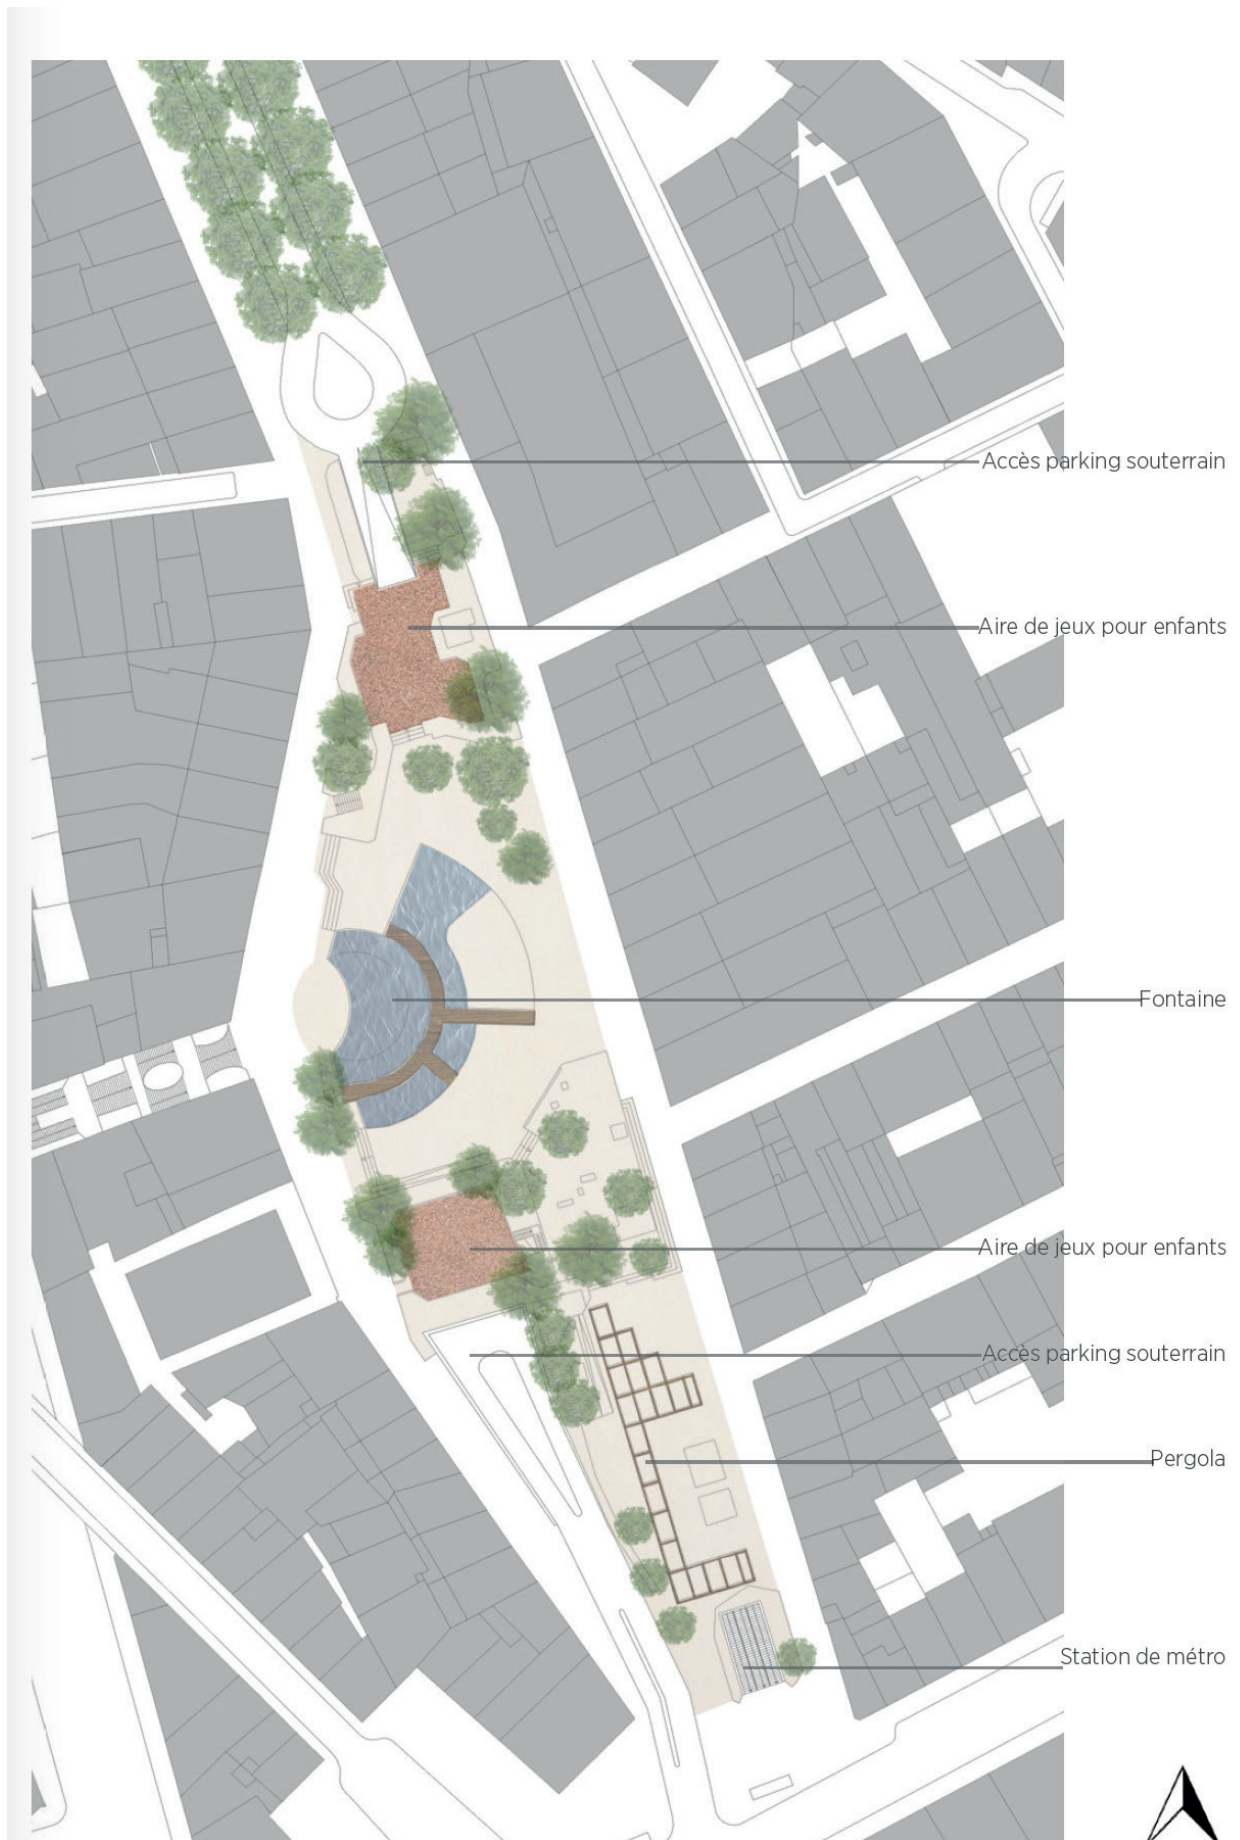 Accès parking souterrain
Aire de jeux pour enfants
Fontaine
Aire de jeux pour enfants
Accès parking souterrain
Pergola
Station de métro